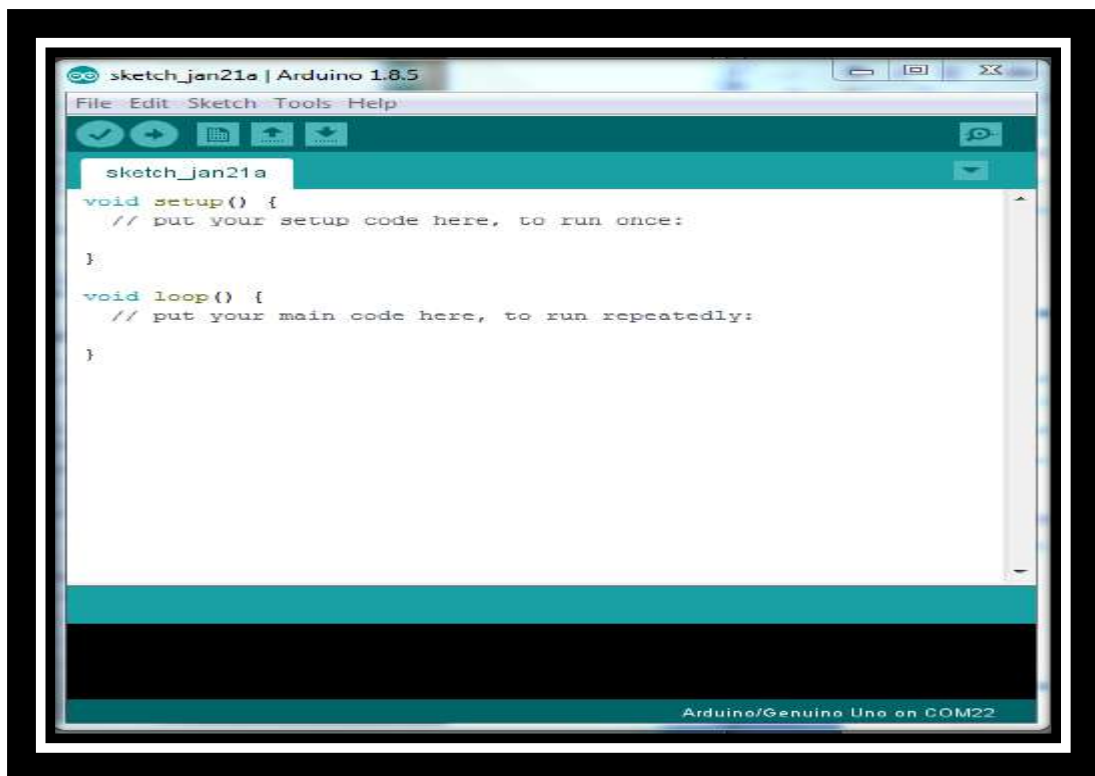 sketch_jan21a | Arduino 1.8.5
File Edit Sketch Tools Help
sketch_jan21a
void setup() {
  // put your setup code here, to run once:
}
void loop() {
  // put your main code here, to run repeatedly:
}
Arduino/Genuino Uno on COM22